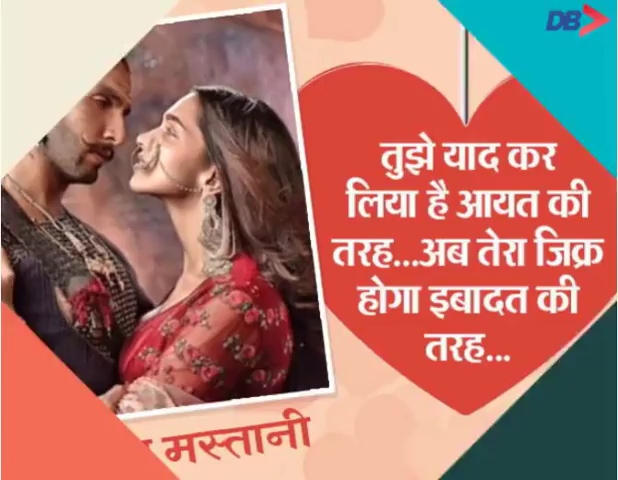 DB
तुझे याद कर
लिया है आयत की
तरह...अब तेरा जिक्र
होगा इबादत की
तरह...
मस्तानी